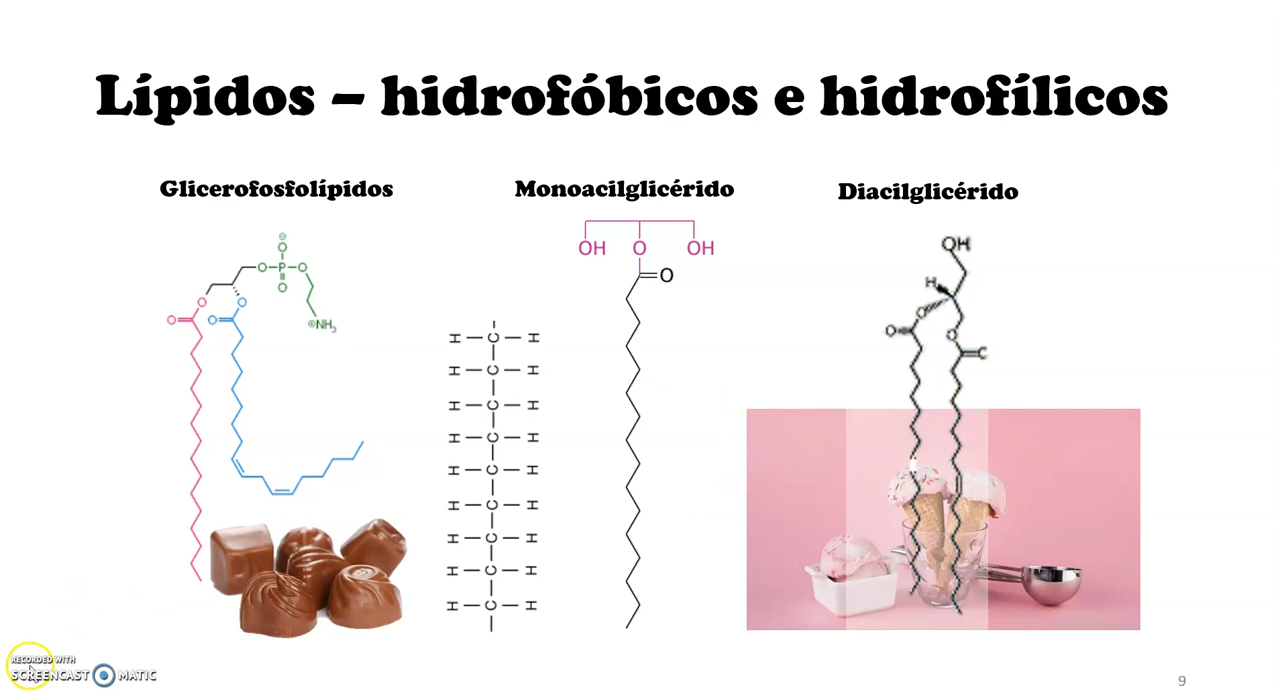 Lípidos – hidrofóbicos e hidrofílicos
Glicerofosfolípidos
Monoacilglicérido
Diacilglicérido
⊖
O
O P O
O
⊕NH3
O O
O O
OH O OH
O
H C H
H C H
H C H
H C H
H C H
H C H
H C H
H C H
H C H
OH
H
O
O
O
C
RECORDED WITH
SCREENCAST MATIC
9